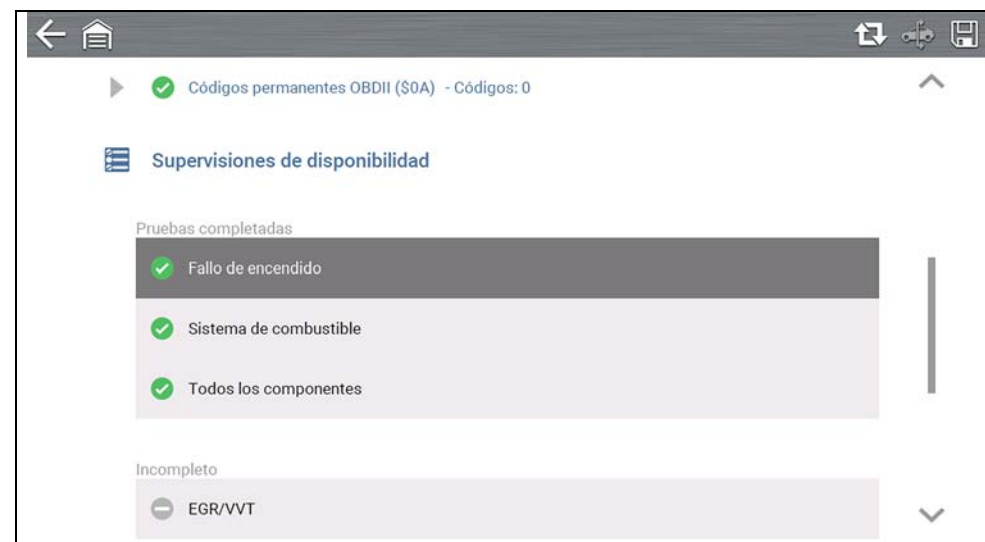 Códigos permanentes OBDII ($0A) - Códigos: 0
Supervisiones de disponibilidad
Pruebas completadas
Fallo de encendido
Sistema de combustible
Todos los componentes
Incompleto
EGR/VVT